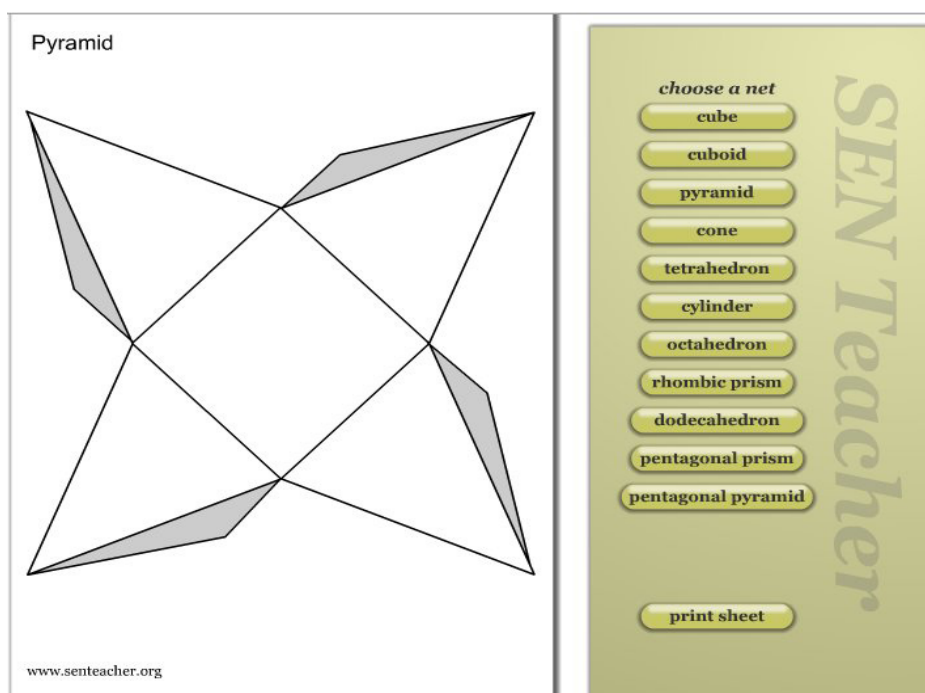 Pyramid
www.senteacher.org
choose a net
cube
cuboid
pyramid
cone
tetrahedron
cylinder
octahedron
rhombic prism
dodecahedron
pentagonal prism
pentagonal pyramid
print sheet
SEN Teacher